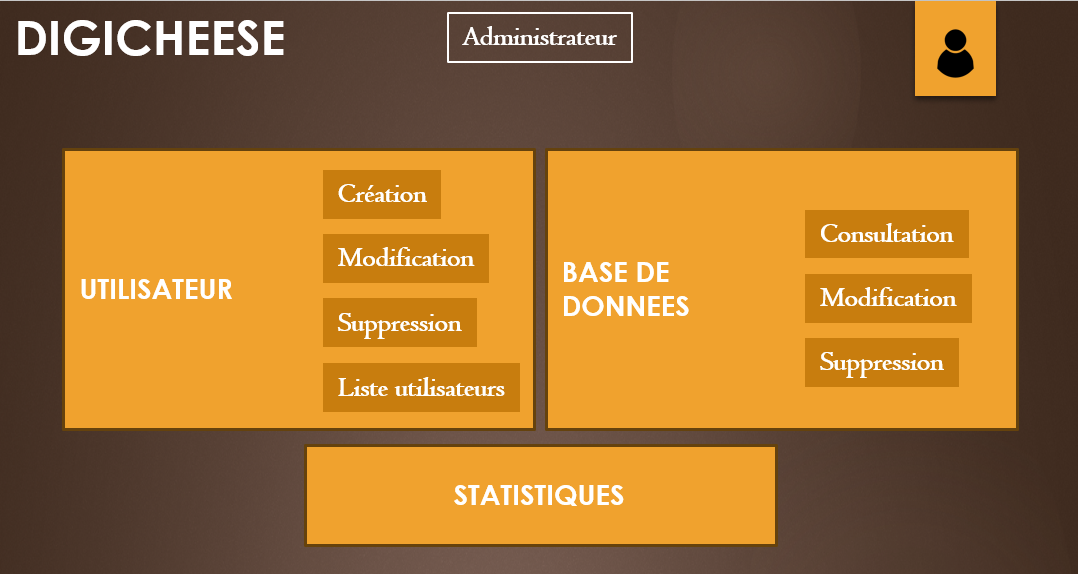 DIGICHEESE
Administrateur
UTILISATEUR
Création
Modification
Suppression
Liste utilisateurs
BASE DE
DONNEES
Consultation
Modification
Suppression
STATISTIQUES